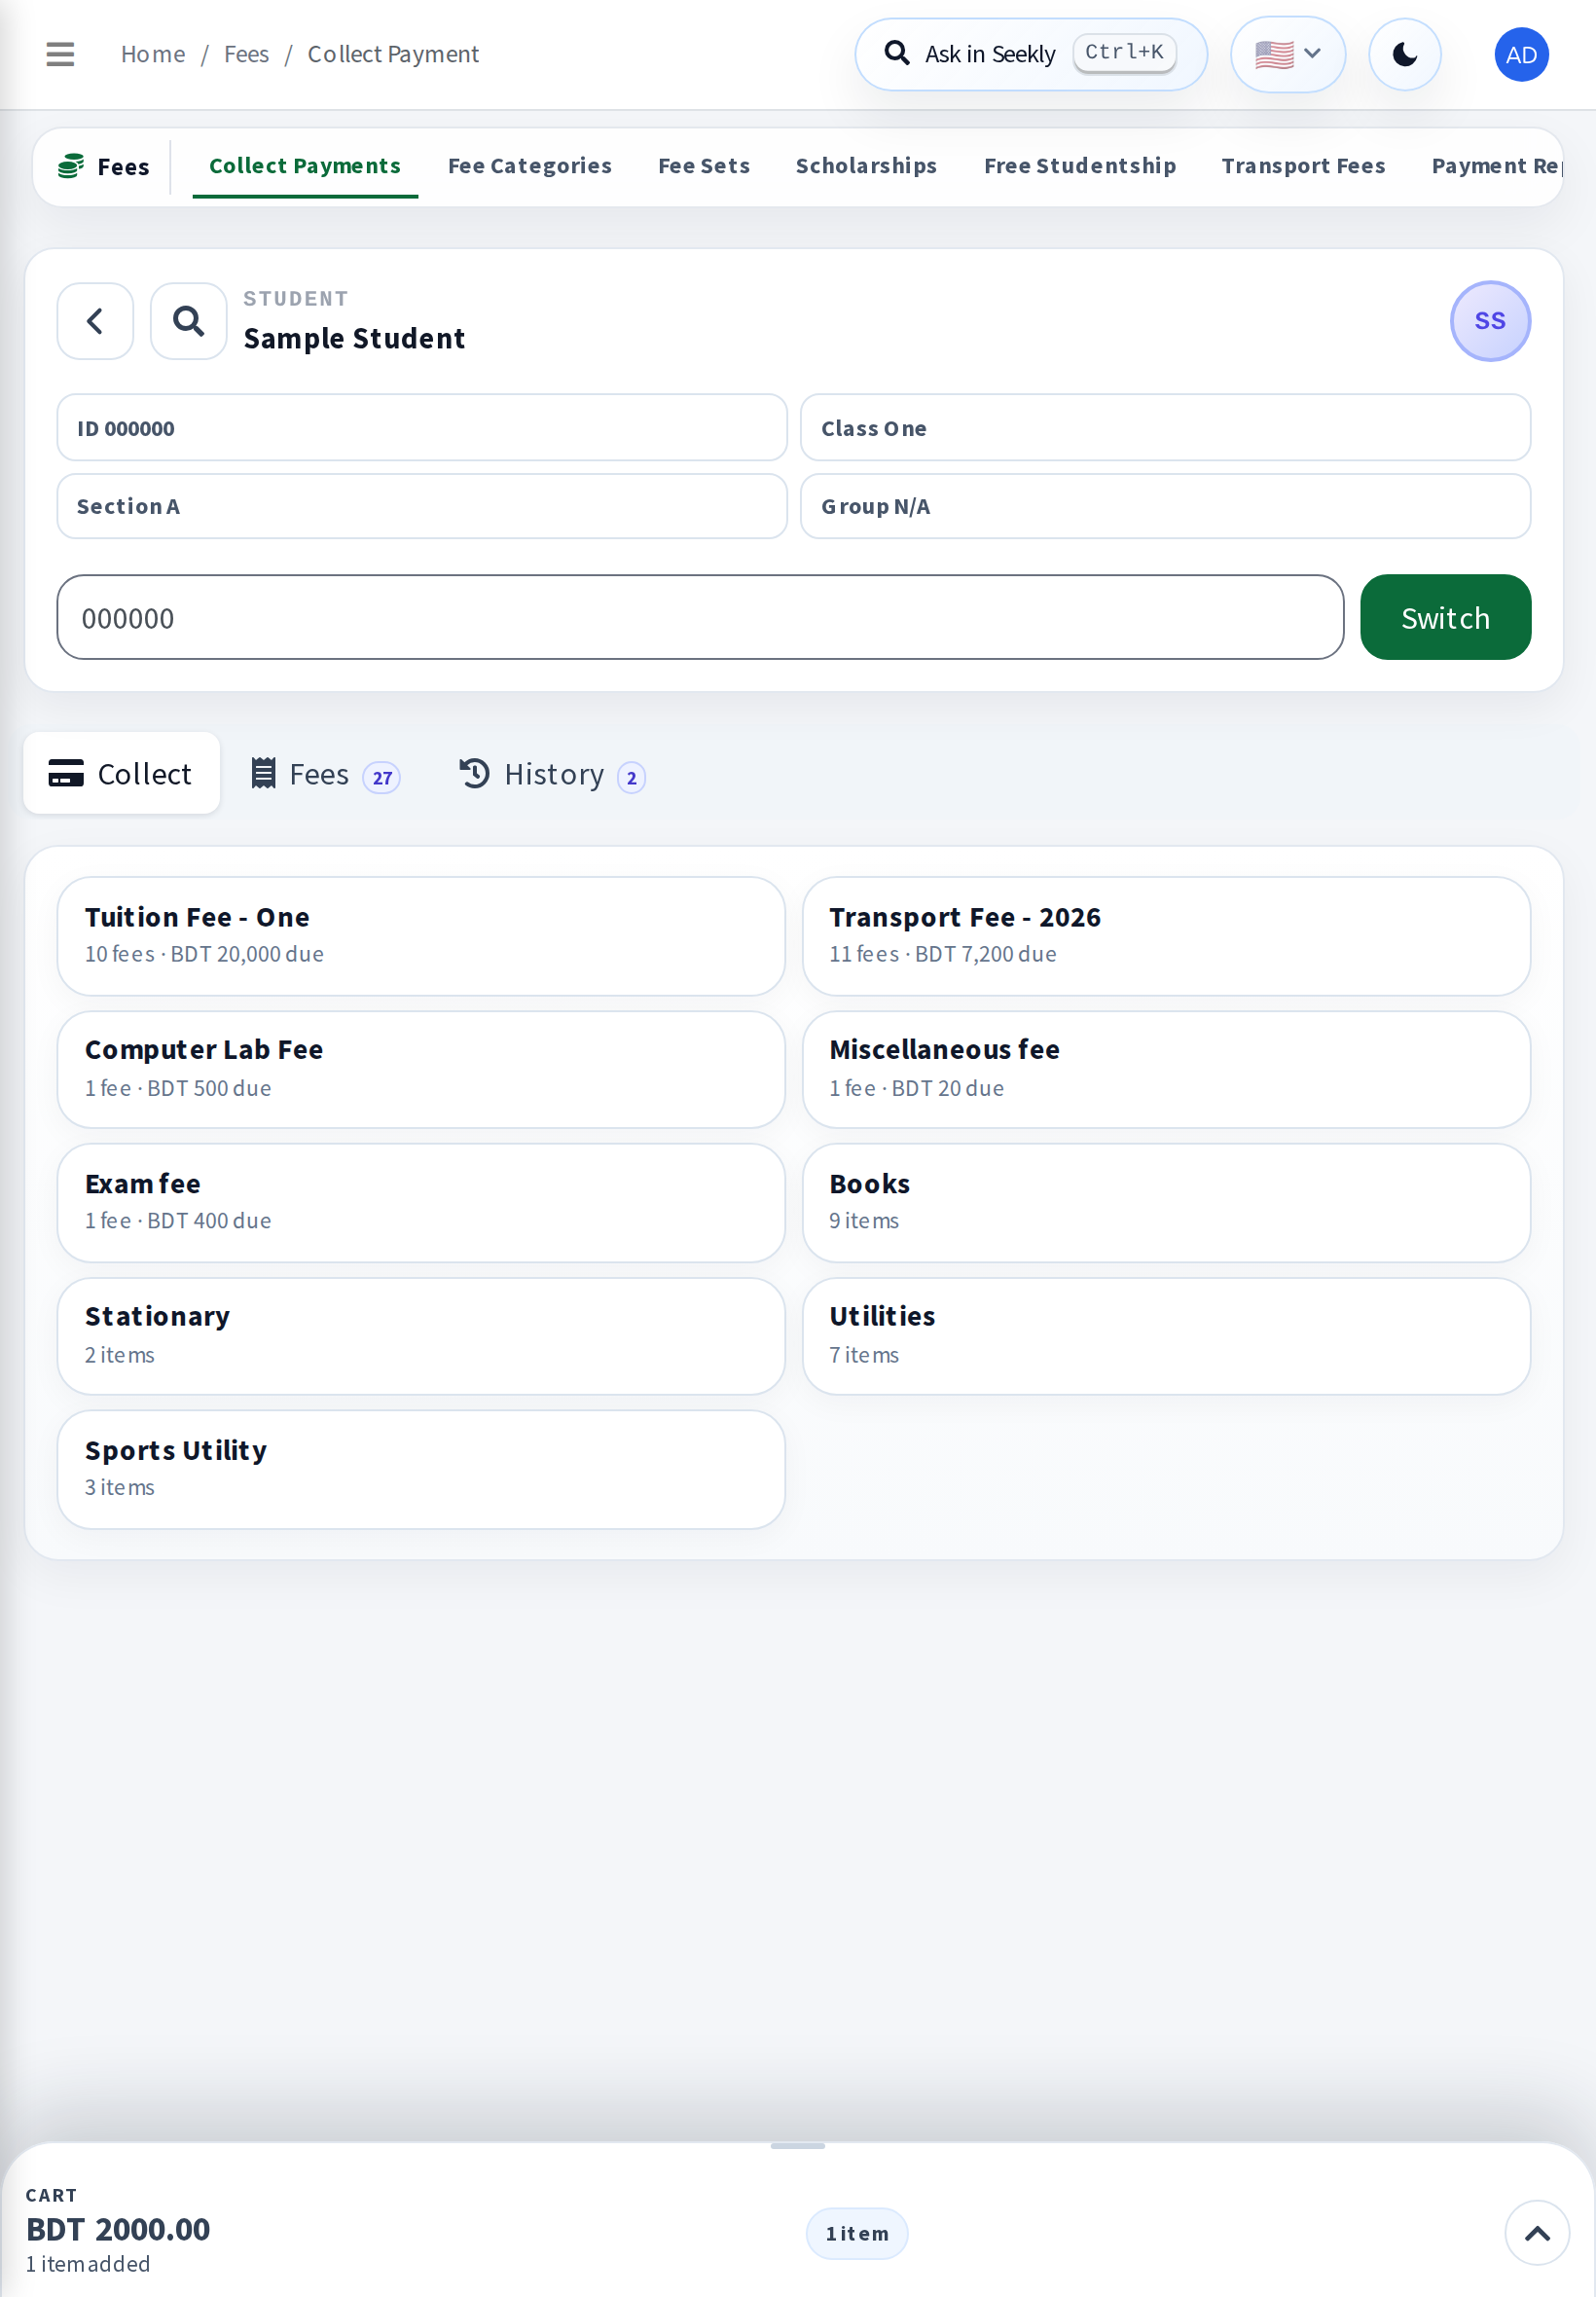 Home / Fees / Collect Payment
Ask in Seekly Ctrl+K
AD
Fees
Collect Payments Fee Categories Fee Sets Scholarships Free Studentship Transport Fees Payment Rep
STUDENT
Sample Student
SS
ID 000000
Class One
Section A
Group N/A
000000
Switch
Collect
Fees 27
History 2
Tuition Fee - One
10 fees · BDT 20,000 due
Transport Fee - 2026
11 fees · BDT 7,200 due
Computer Lab Fee
1 fee · BDT 500 due
Miscellaneous fee
1 fee · BDT 20 due
Exam fee
1 fee · BDT 400 due
Books
9 items
Stationary
2 items
Utilities
7 items
Sports Utility
3 items
CART
BDT 2000.00
1 item added
1 item